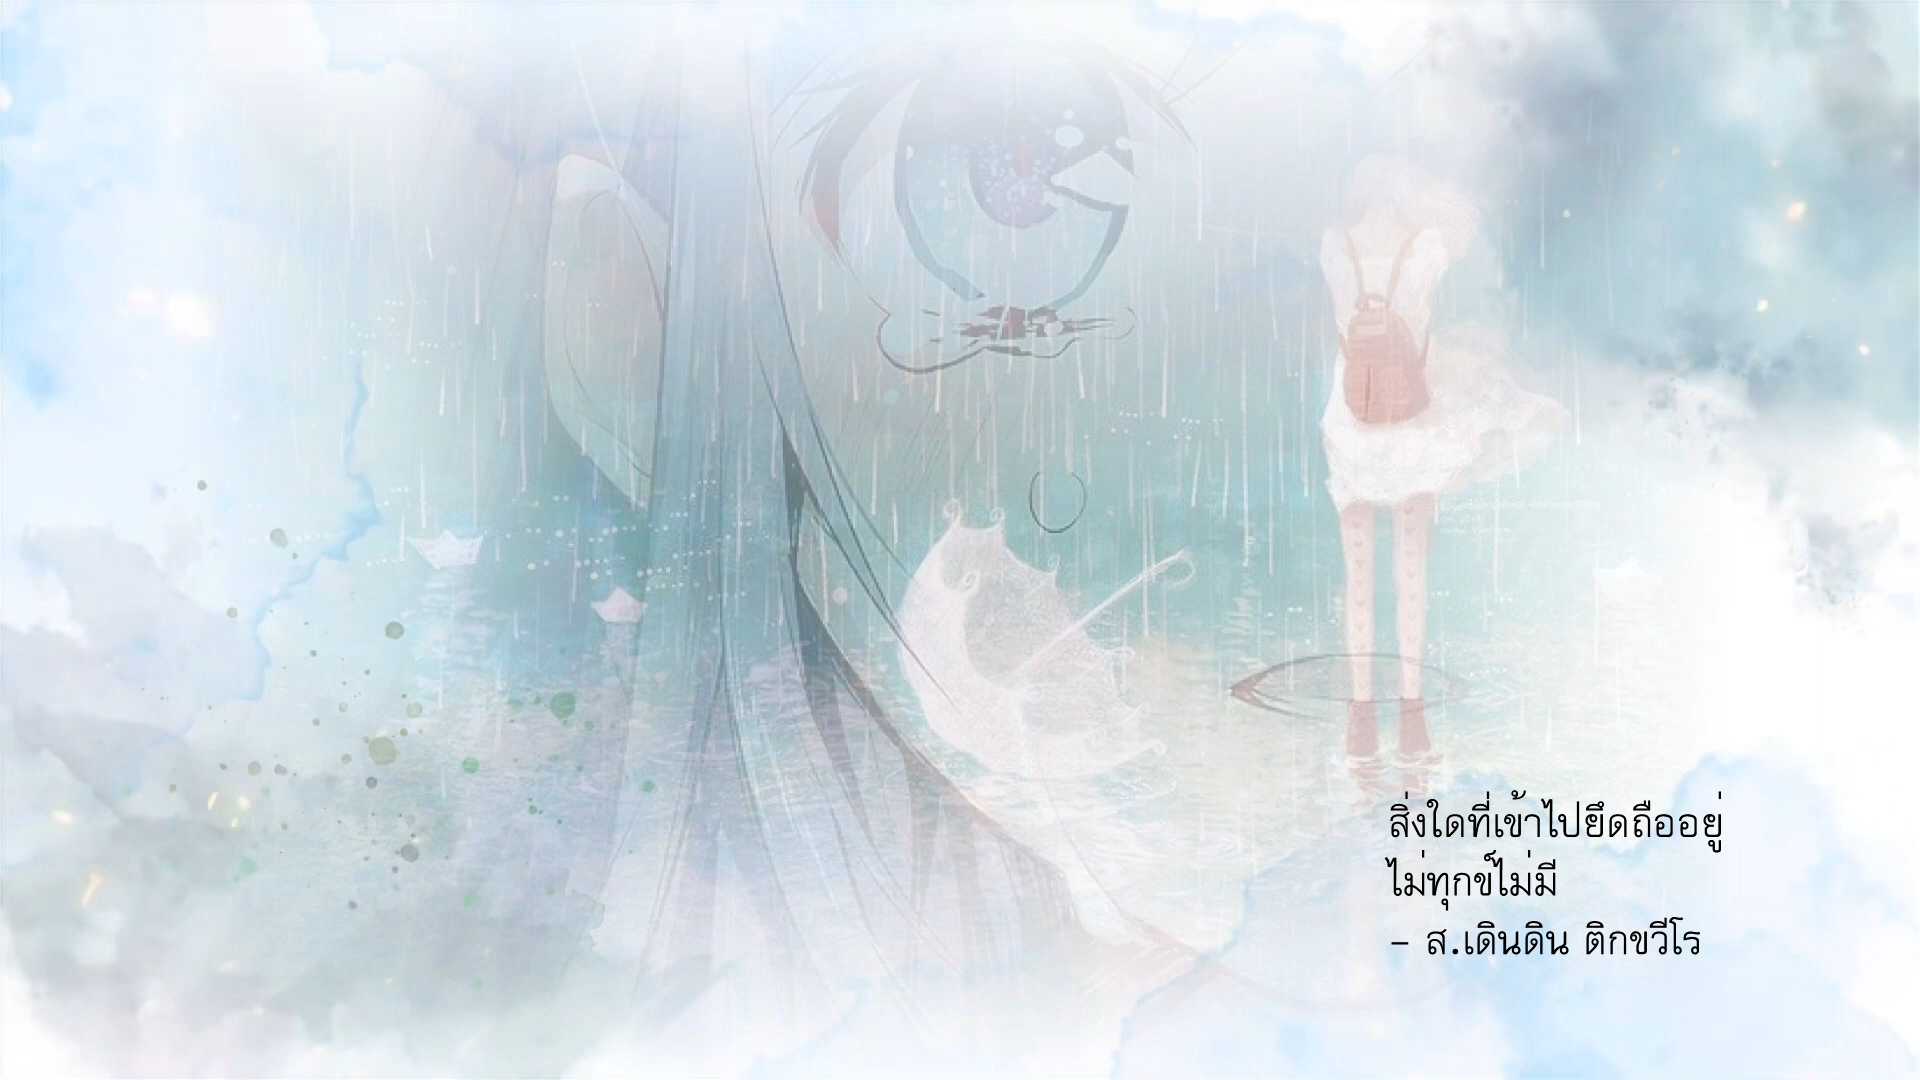 สิ่งใดที่เข้าไปยึดถืออยู่
ไม่ทุกข์ไม่มี
– ส.เดินดิน ติกขวีโร